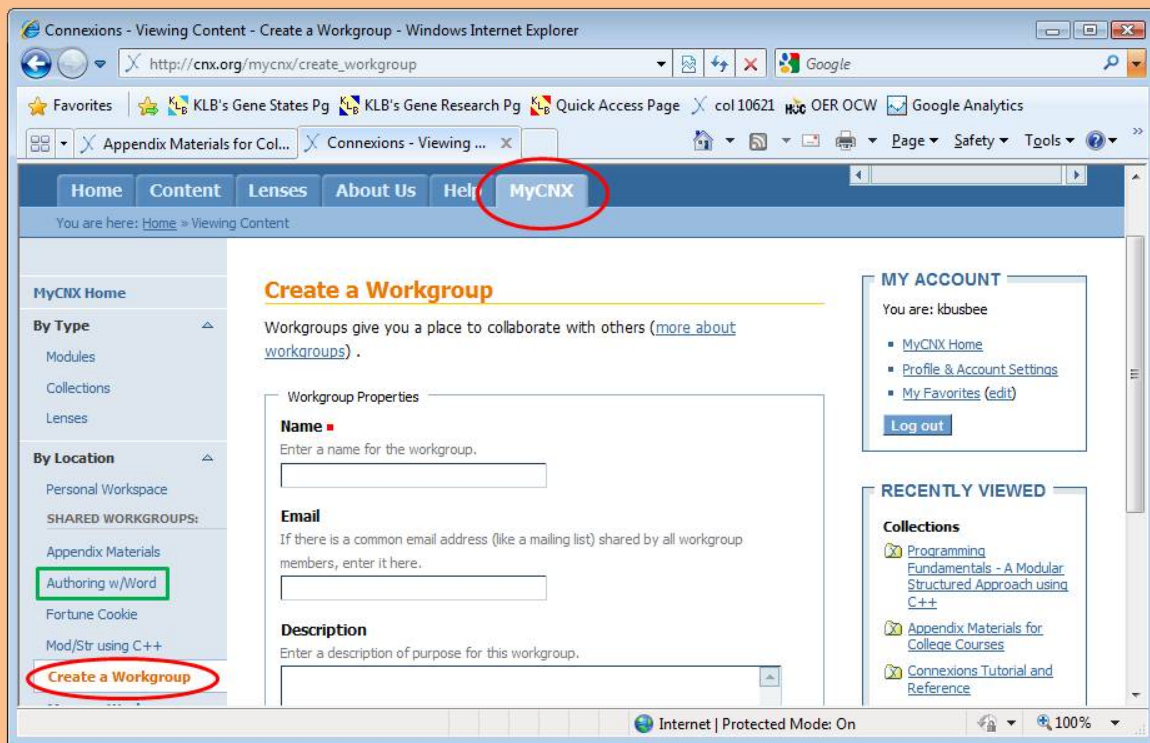 Connexions - Viewing Content - Create a Workgroup - Windows Internet Explorer
http://cnx.org/mycnx/create_workgroup
Google
Favorites KLB's Gene States Pg KLB's Gene Research Pg Quick Access Page col 10621 OER OCW Google Analytics
Appendix Materials for Col... Connexions - Viewing ... Page Safety Tools
Home Content Lenses About Us Help MyCNX
You are here: Home » Viewing Content
MyCNX Home
By Type
Modules
Collections
Lenses
By Location
Personal Workspace
SHARED WORKGROUPS:
Appendix Materials
Authoring w/Word
Fortune Cookie
Mod/Str using C++
Create a Workgroup
Create a Workgroup
Workgroups give you a place to collaborate with others (more about
workgroups) .
Workgroup Properties
Name
Enter a name for the workgroup.
Email
If there is a common email address (like a mailing list) shared by all workgroup
members, enter it here.
Description
Enter a description of purpose for this workgroup.
MY ACCOUNT
You are: kbusbee
MyCNX Home
Profile & Account Settings
My Favorites (edit)
Log out
RECENTLY VIEWED
Collections
Programming
Fundamentals - A Modular
Structured Approach using
C++
Appendix Materials for
College Courses
Connexions Tutorial and
Reference
Internet | Protected Mode: On 100%